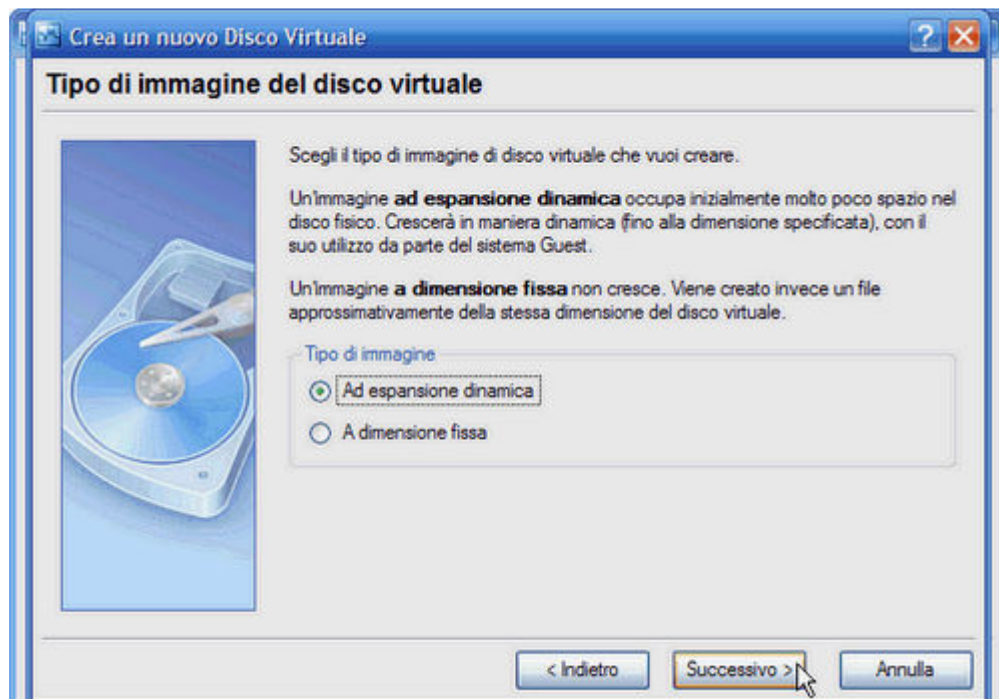 Crea un nuovo Disco Virtuale
Tipo di immagine del disco virtuale
Scegli il tipo di immagine di disco virtuale che vuoi creare.
Un'immagine ad espansione dinamica occupa inizialmente molto poco spazio nel
disco fisico. Crescerà in maniera dinamica (fino alla dimensione specificata), con il
suo utilizzo da parte del sistema Guest.
Un'immagine a dimensione fissa non cresce. Viene creato invece un file
approssimativamente della stessa dimensione del disco virtuale.
Tipo di immagine
Ad espansione dinamica
A dimensione fissa
< Indietro
Successivo >
Annulla